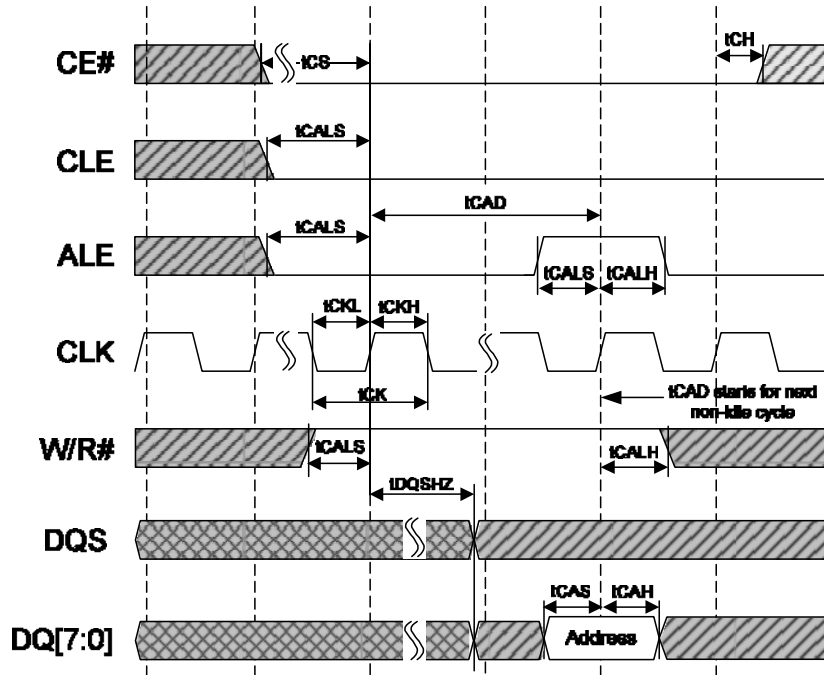 CE#
tCS
tCH
CLE
tCALS
tCAD
ALE
tCALS
tCALS
tCALH
tCKL
tCKH
CLK
tCK
tCAD starts for next
non-idle cycle
W/R#
tCALS
tCALH
tDQSHZ
DQS
tCAS
tCAH
DQ[7:0]
Address